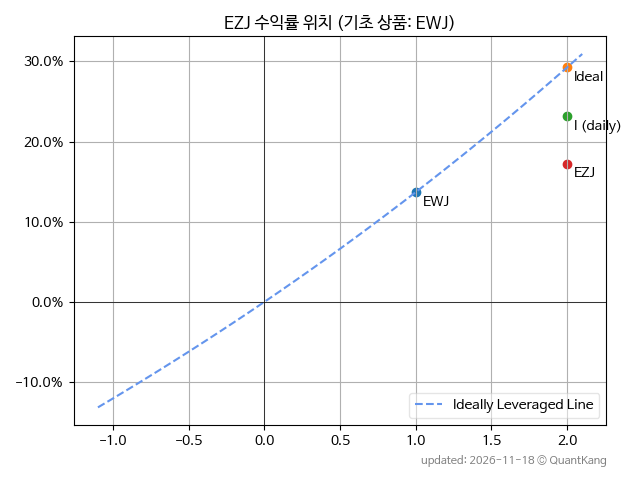 EZJ 수익률 위치 (기초 상품: EWJ)
30.0%
20.0%
10.0%
0.0%
−10.0%
Ideal
I (daily)
EZJ
EWJ
Ideally Leveraged Line
−1.0 −0.5 0.0 0.5 1.0 1.5 2.0
updated: 2026-11-18 © QuantKang